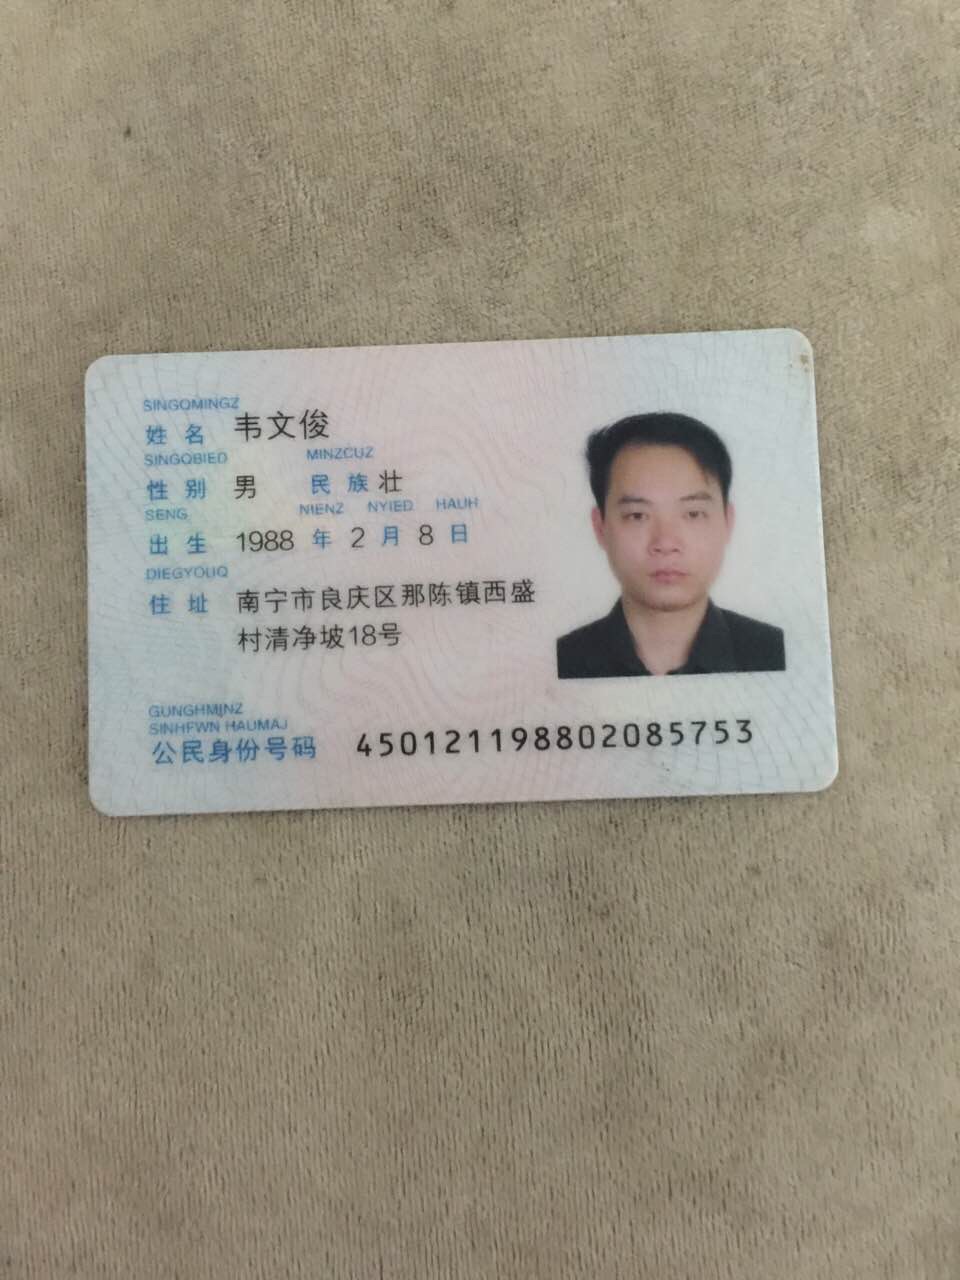 SINGQMINGZ
姓名 韦文俊
SINGQBIED MINZCUZ
性别 男 民族 壮
SENG NIENZ NYIED HAUH
出生 1988 年 2 月 8 日
DIEGYOUQ
住址 南宁市良庆区那陈镇西盛
村清净坡18号
GUNGHMINZ
SINHFWN HAUMAJ
公民身份号码 450121198802085753